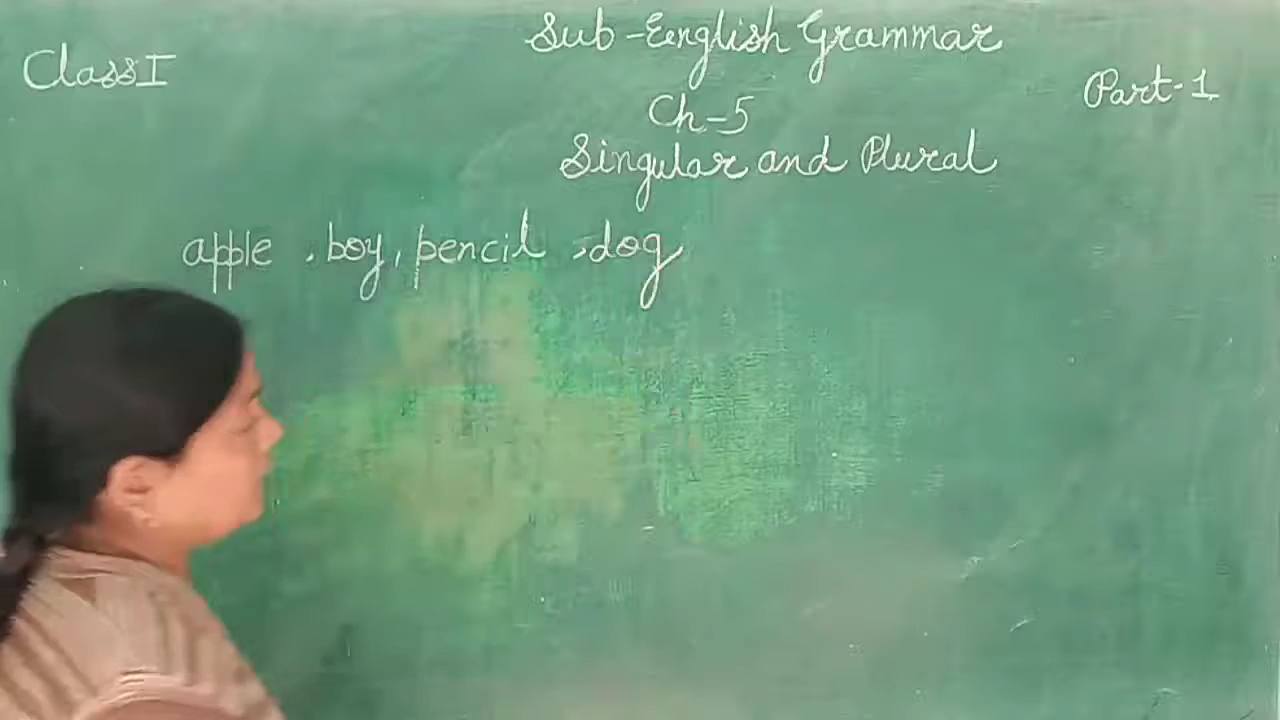 Sub-English Grammar
Class I
Part-1
Ch-5
Singular and Plural
apple , boy, pencil , dog